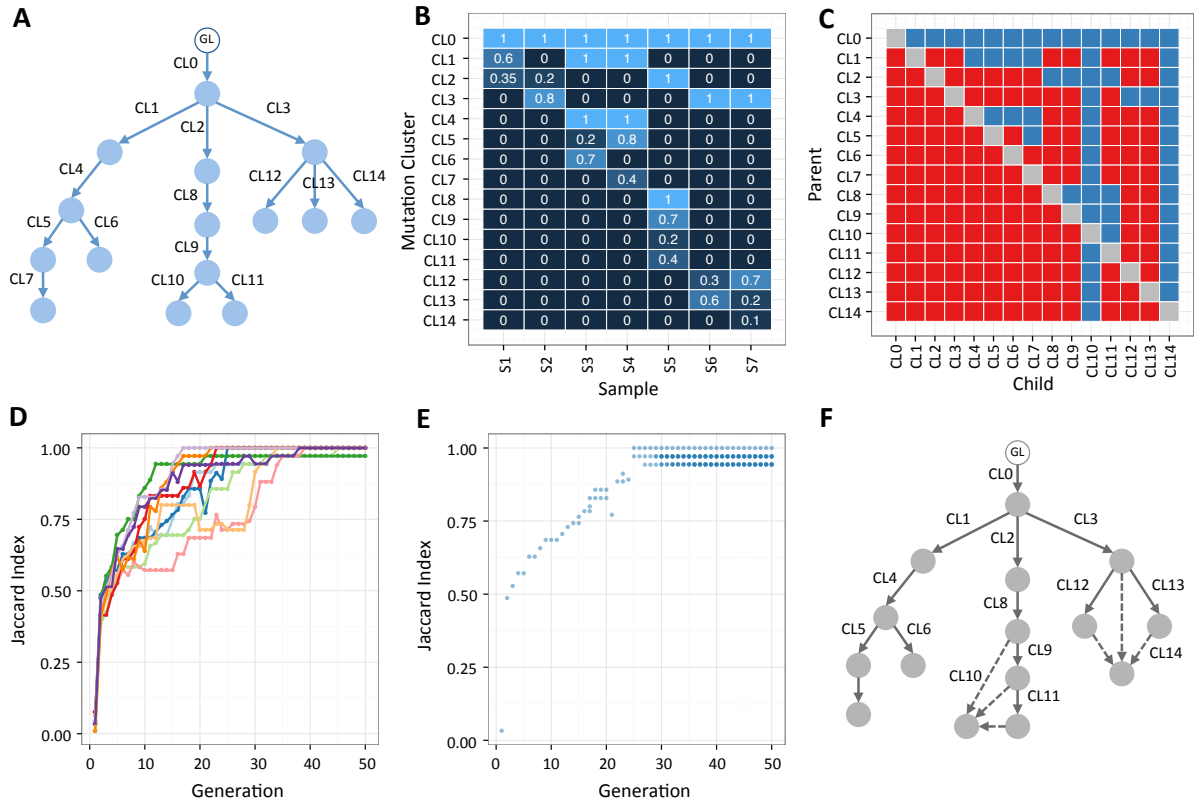 A
GL
CL0
CL1
CL2
CL3
CL4
CL8
CL12
CL13
CL14
CL5
CL6
CL9
CL7
CL10
CL11
B
Mutation Cluster
CL0 1 1 1 1 1 1 1
CL1 0.6 0 1 1 0 0 0
CL2 0.35 0.2 0 0 1 0 0
CL3 0 0.8 0 0 0 1 1
CL4 0 0 1 1 0 0 0
CL5 0 0 0.2 0.8 0 0 0
CL6 0 0 0.7 0 0 0 0
CL7 0 0 0 0.4 0 0 0
CL8 0 0 0 0 1 0 0
CL9 0 0 0 0 0.7 0 0
CL10 0 0 0 0 0.2 0 0
CL11 0 0 0 0 0.4 0 0
CL12 0 0 0 0 0 0.3 0.7
CL13 0 0 0 0 0 0.6 0.2
CL14 0 0 0 0 0 0 0.1
S1 S2 S3 S4 S5 S6 S7
Sample
C
Parent
CL0
CL1
CL2
CL3
CL4
CL5
CL6
CL7
CL8
CL9
CL10
CL11
CL12
CL13
CL14
CL0 CL1 CL2 CL3 CL4 CL5 CL6 CL7 CL8 CL9 CL10 CL11 CL12 CL13 CL14
Child
D
Jaccard Index
1.00
0.75
0.50
0.25
0.00
0 10 20 30 40 50
Generation
E
Jaccard Index
1.00
0.75
0.50
0.25
0.00
0 10 20 30 40 50
Generation
F
GL
CL0
CL1
CL2
CL3
CL4
CL8
CL12
CL13
CL5
CL6
CL9
CL14
CL10
CL11